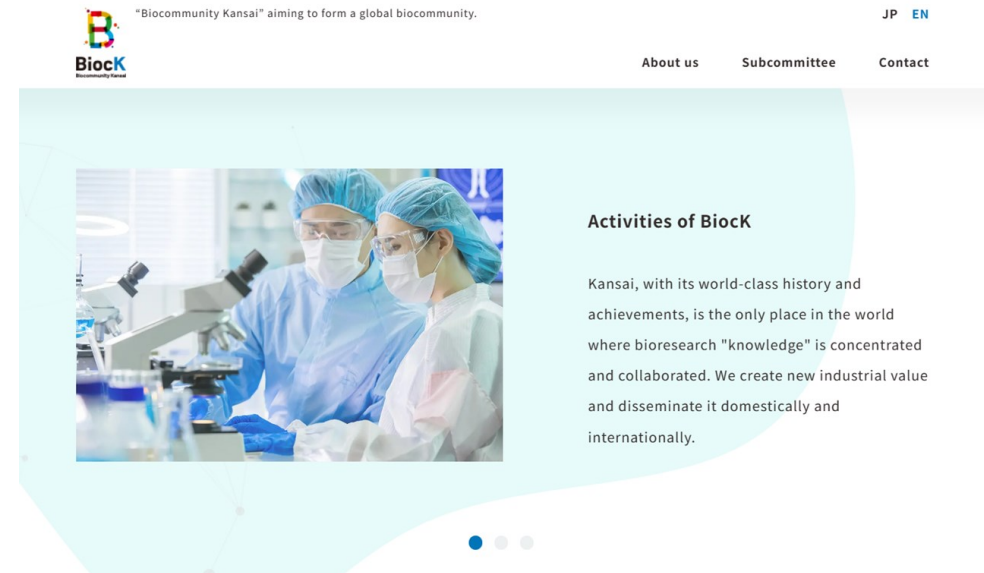 “Biocommunity Kansai” aiming to form a global biocommunity.
JP EN
B
BiocK
Biocommunity Kansai
About us Subcommittee Contact
Activities of BiocK
Kansai, with its world-class history and
achievements, is the only place in the world
where bioresearch "knowledge" is concentrated
and collaborated. We create new industrial value
and disseminate it domestically and
internationally.